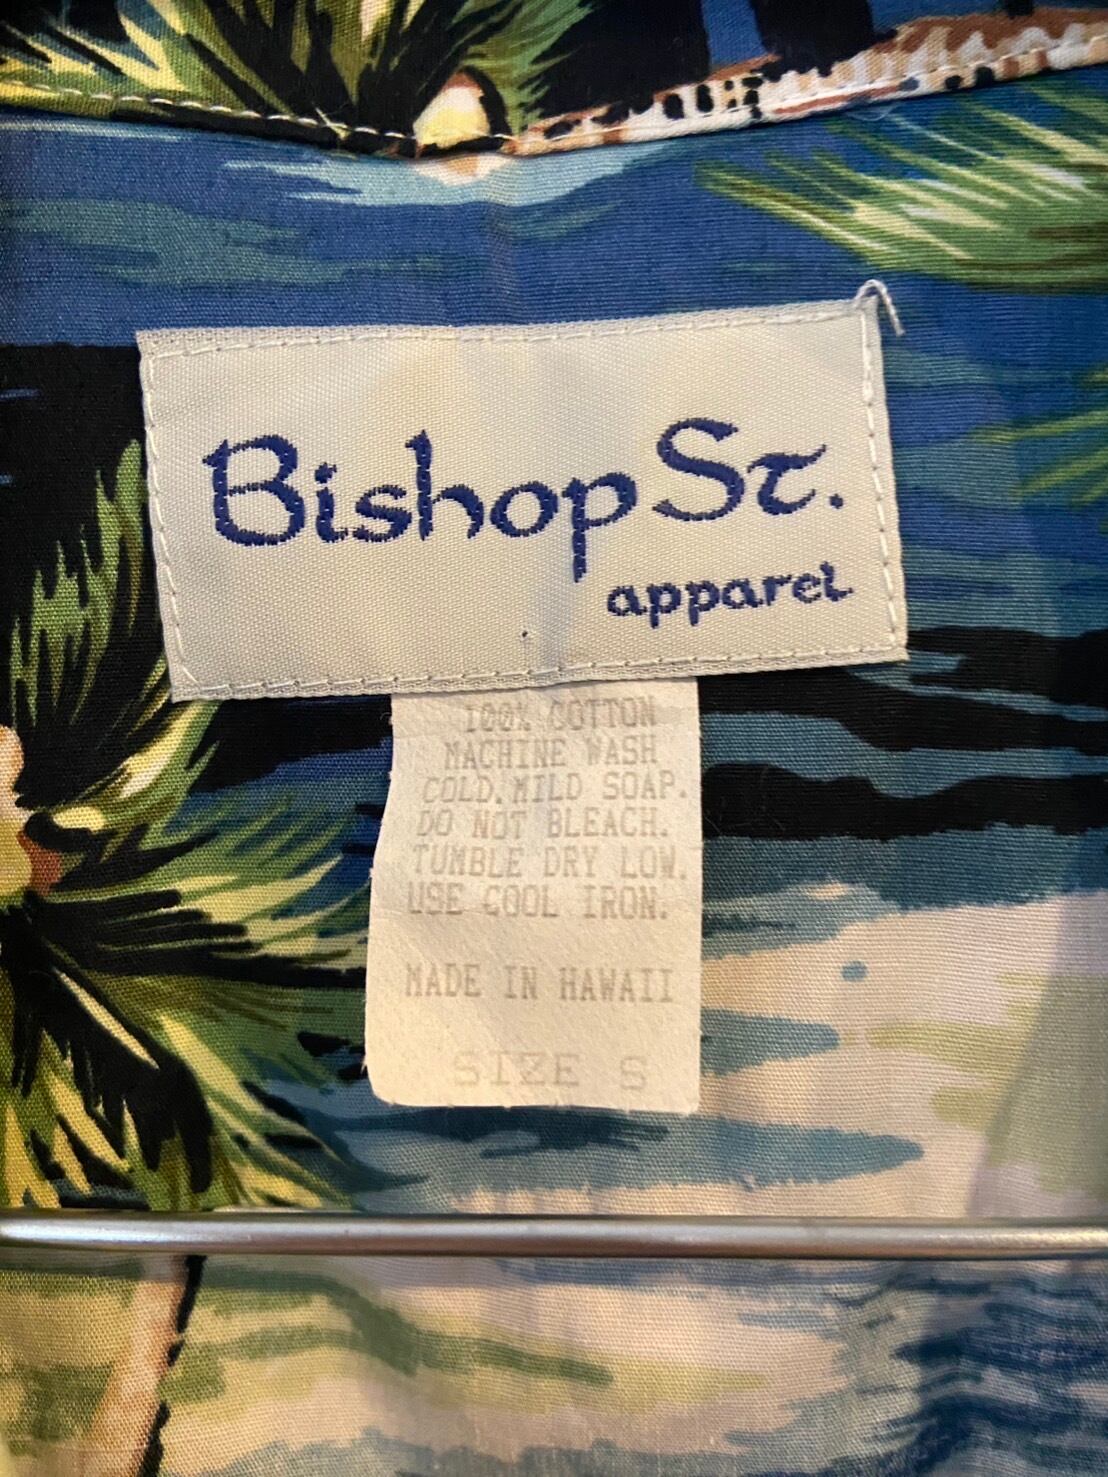 Bishop St.
apparel
100% COTTON
MACHINE WASH
COLD. MILD SOAP.
DO NOT BLEACH.
TUMBLE DRY LOW.
USE COOL IRON.
MADE IN HAWAII
SIZE S